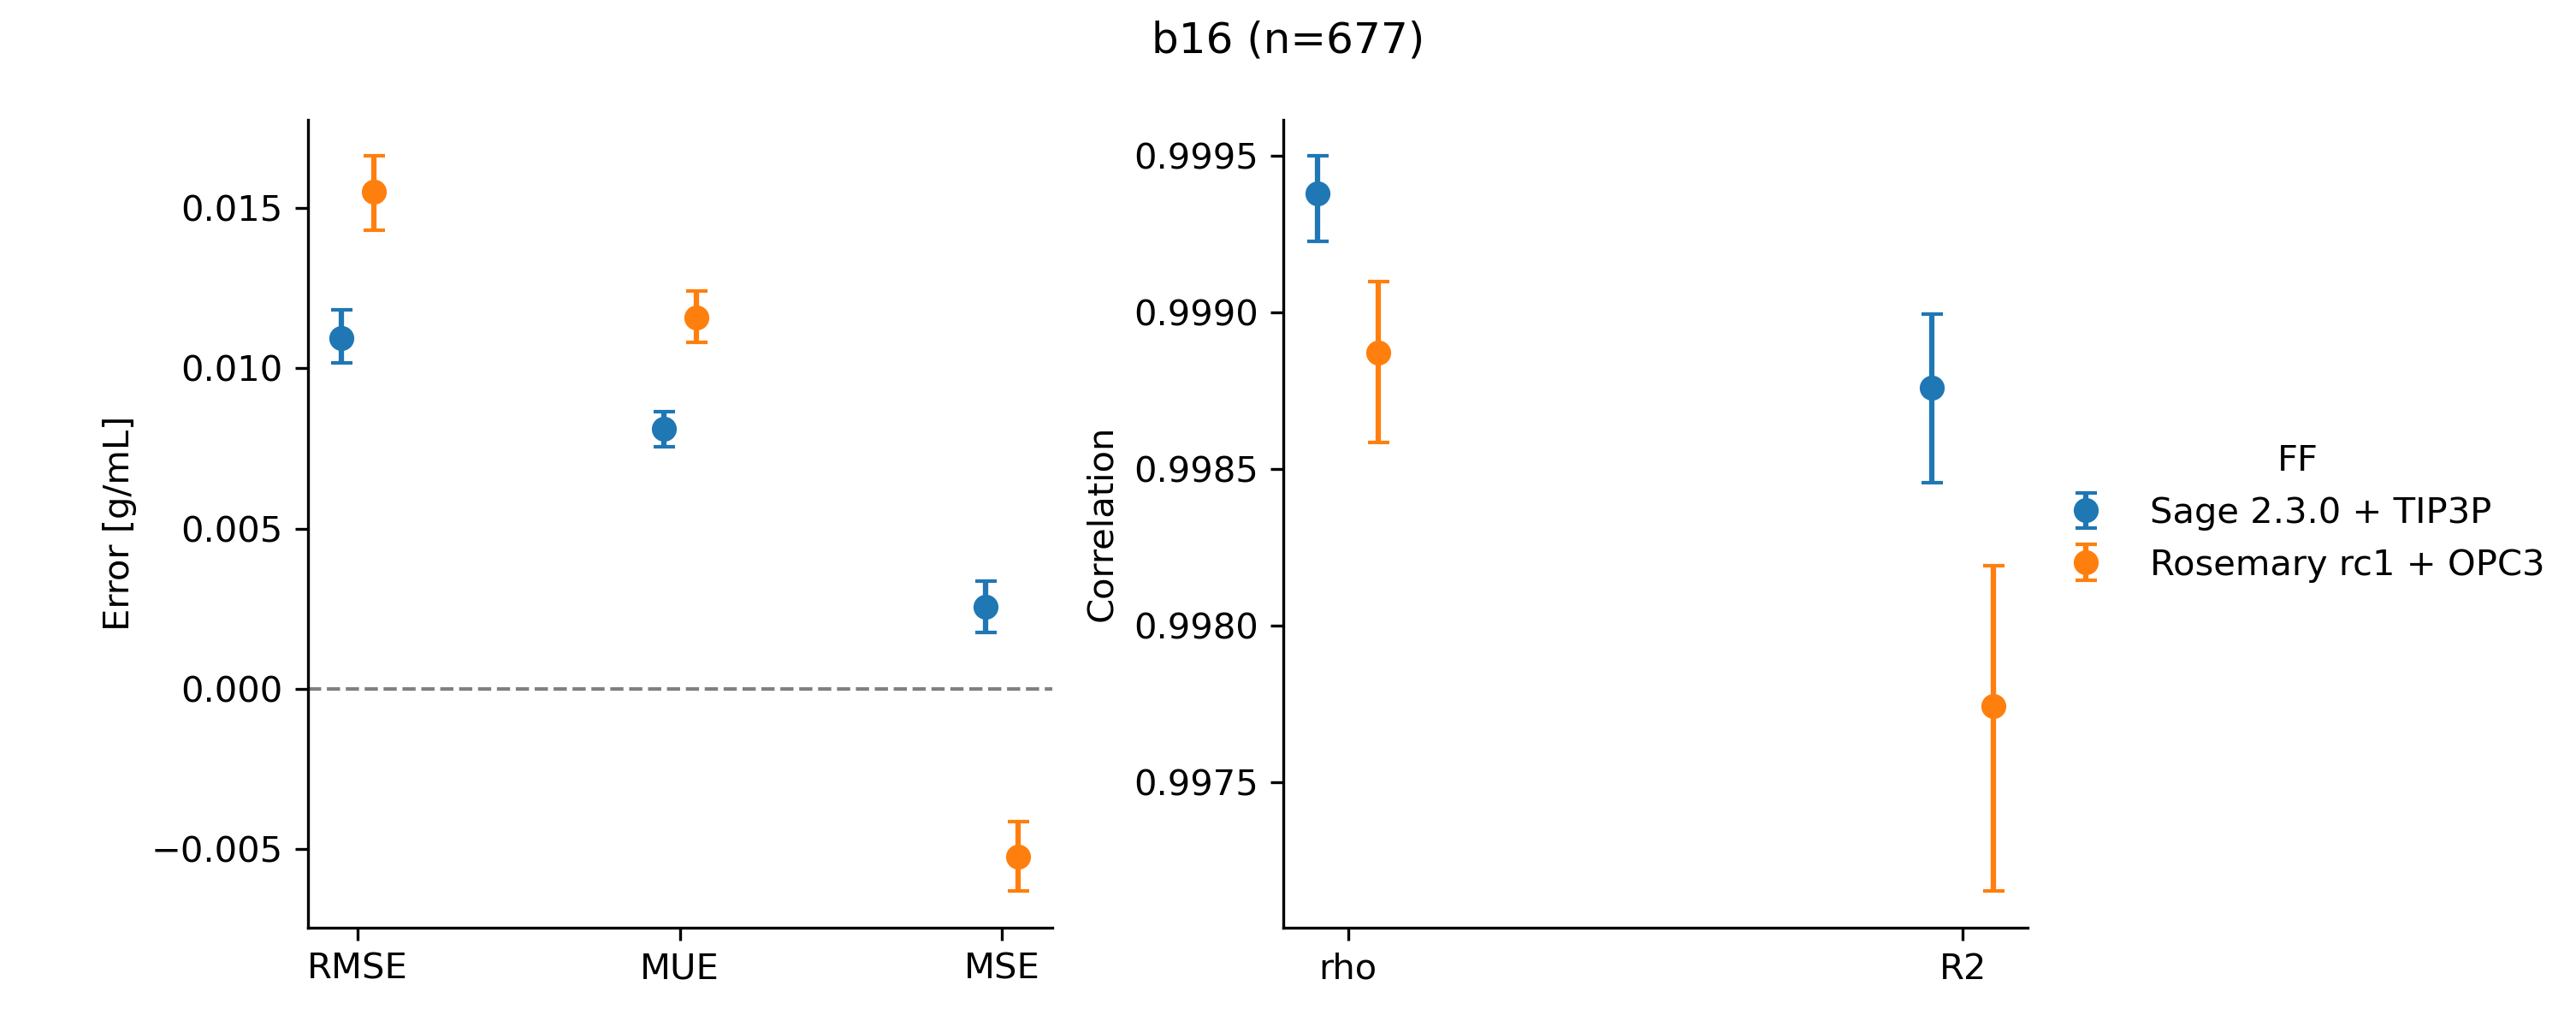 b16 (n=677)
Error [g/mL]
0.015
0.010
0.005
0.000
−0.005
RMSE
MUE
MSE
Correlation
0.9995
0.9990
0.9985
0.9980
0.9975
rho
R2
FF
Sage 2.3.0 + TIP3P
Rosemary rc1 + OPC3